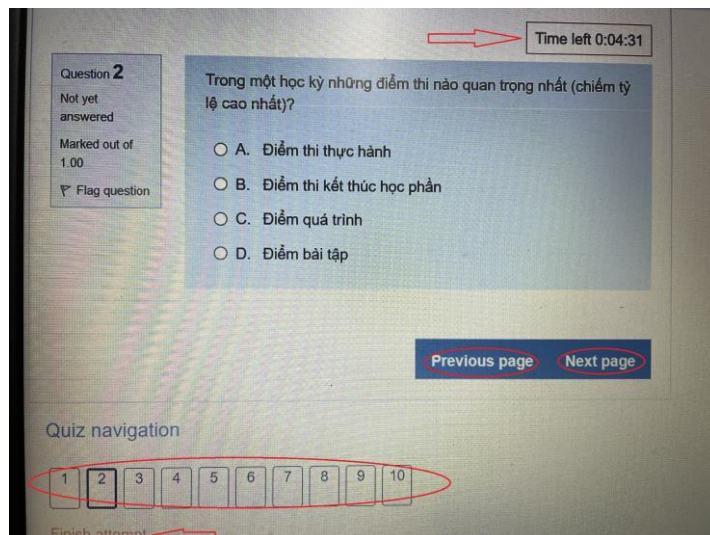 Time left 0:04:31
Question 2
Not yet
answered
Marked out of
1.00
Flag question
Trong một học kỳ những điểm thi nào quan trọng nhất (chiếm tỷ
lệ cao nhất)?
A. Điểm thi thực hành
B. Điểm thi kết thúc học phần
C. Điểm quá trình
D. Điểm bài tập
Previous page Next page
Quiz navigation
1 2 3 4 5 6 7 8 9 10
Finish attempt